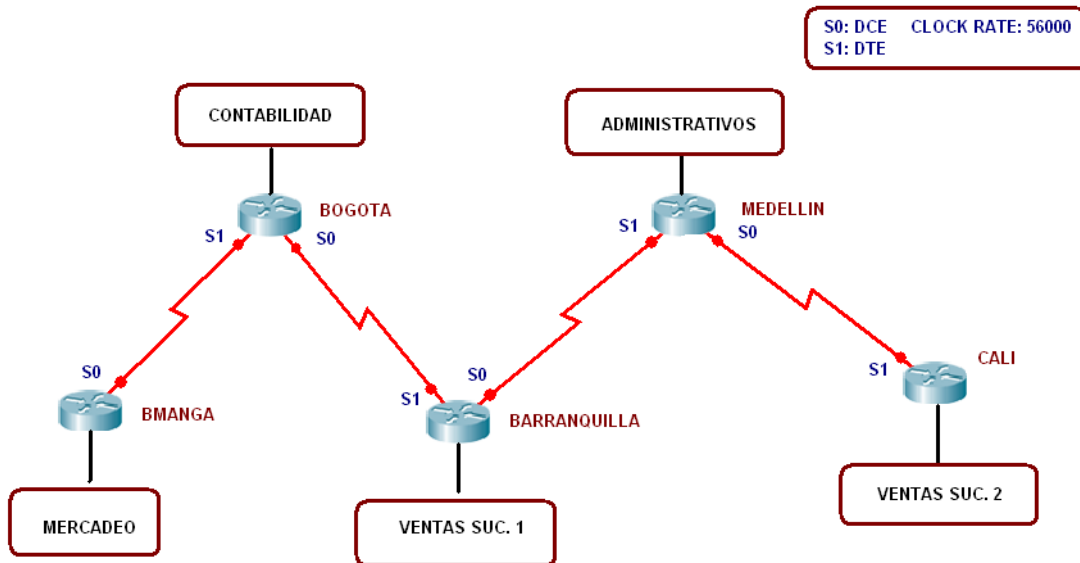 S0: DCE CLOCK RATE: 56000
S1: DTE
CONTABILIDAD
ADMINISTRATIVOS
BOGOTA
MEDELLIN
S1
S0
S1
S0
S0
BMANGA
S1
S0
BARRANQUILLA
S1
CALI
MERCADEO
VENTAS SUC. 1
VENTAS SUC. 2